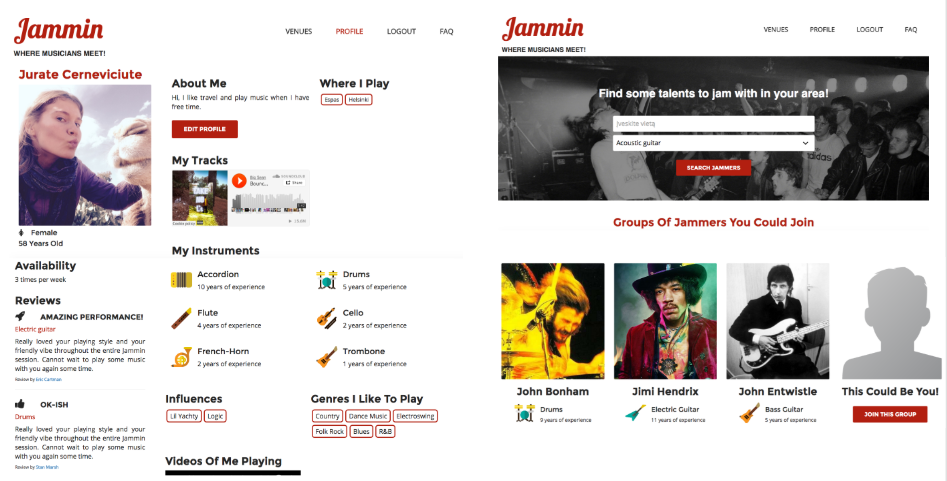 Jammin
WHERE MUSICIANS MEET!
VENUES
PROFILE
LOGOUT
FAQ
Jurate Cerneviciute
Female
58 Years Old
Availability
3 times per week
Reviews
AMAZING PERFORMANCE!
Electric guitar
Really loved your playing style and your
friendly vibe throughout the entire Jammin
session. Cannot wait to play some music
with you again some time.
Review by Eric Cartman
OK-ISH
Drums
Really loved your playing style and your
friendly vibe throughout the entire Jammin
session. Cannot wait to play some music
with you again some time.
Review by Stan Marsh
About Me
Hi, I like travel and play music when I have
free time.
EDIT PROFILE
Where I Play
Espas
Helsinki
My Tracks
SOUNDCLOUD
Share
Cookie policy
My Instruments
Accordion
10 years of experience
Drums
5 years of experience
Flute
4 years of experience
Cello
2 years of experience
French-Horn
2 years of experience
Trombone
1 years of experience
Influences
Lil Yachty
Logic
Genres I Like To Play
Country
Dance Music
Electroswing
Folk Rock
Blues
R&B
Videos Of Me Playing
Jammin
WHERE MUSICIANS MEET!
VENUES
PROFILE
LOGOUT
FAQ
Find some talents to jam with in your area!
Įveskite vietą
Acoustic guitar
SEARCH JAMMERS
adidas
Groups Of Jammers You Could Join
John Bonham
Drums
9 years of experience
Jimi Hendrix
Electric Guitar
11 years of experience
John Entwistle
Bass Guitar
5 years of experience
This Could Be You!
JOIN THIS GROUP